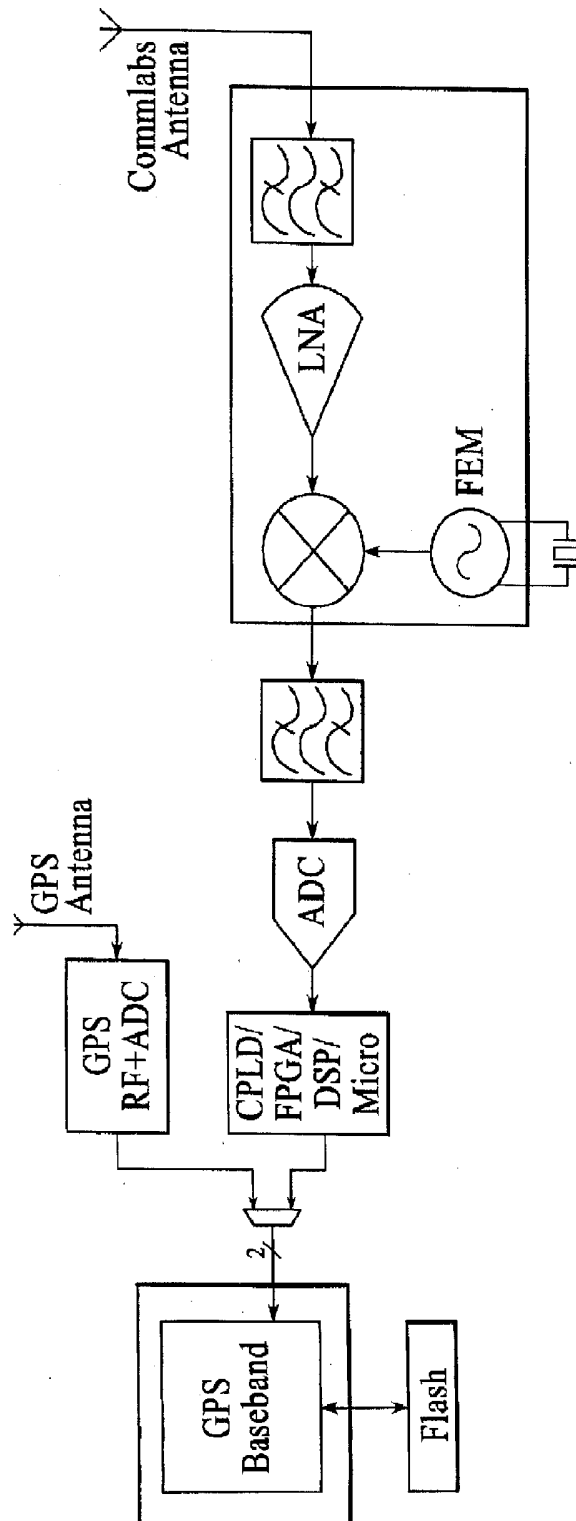 Commlabs
Antenna
LNA
FEM
GPS
Antenna
ADC
GPS
RF+ADC
CPLD/
FPGA/
DSP/
Micro
2
GPS
Baseband
Flash